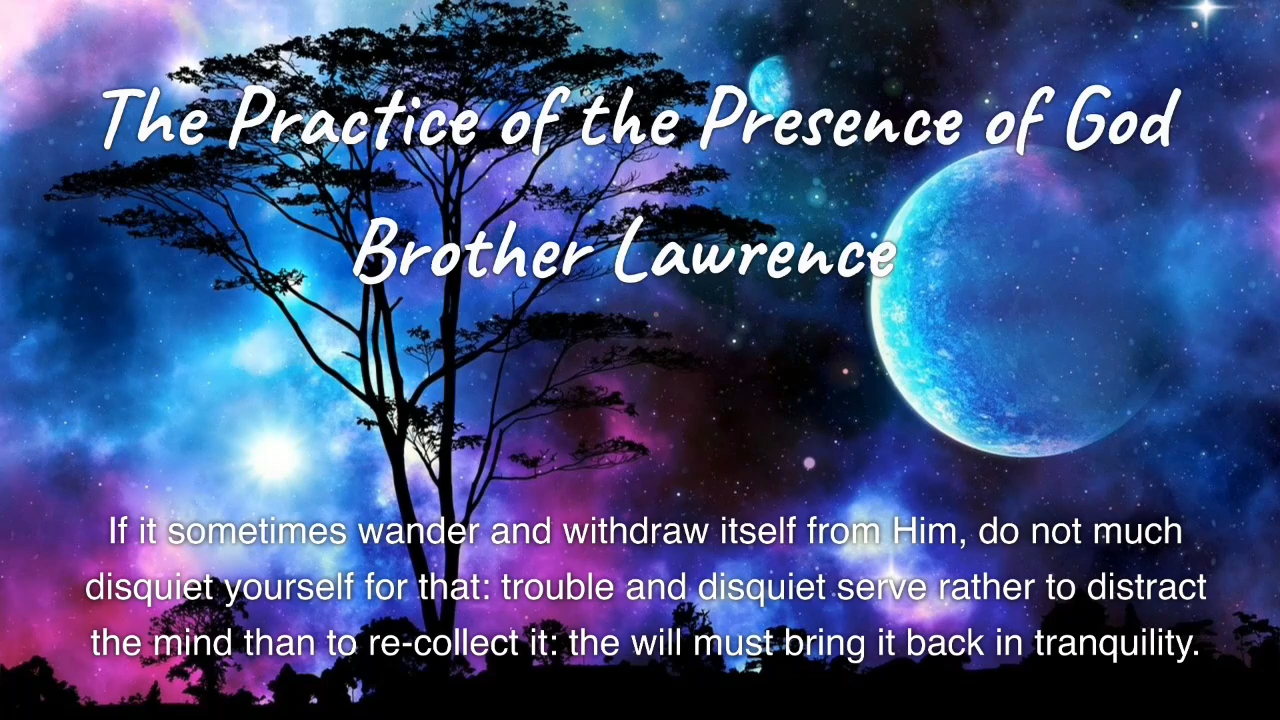 The Practice of the Presence of God
Brother Lawrence
If it sometimes wander and withdraw itself from Him, do not much
disquiet yourself for that: trouble and disquiet serve rather to distract
the mind than to re-collect it: the will must bring it back in tranquility.